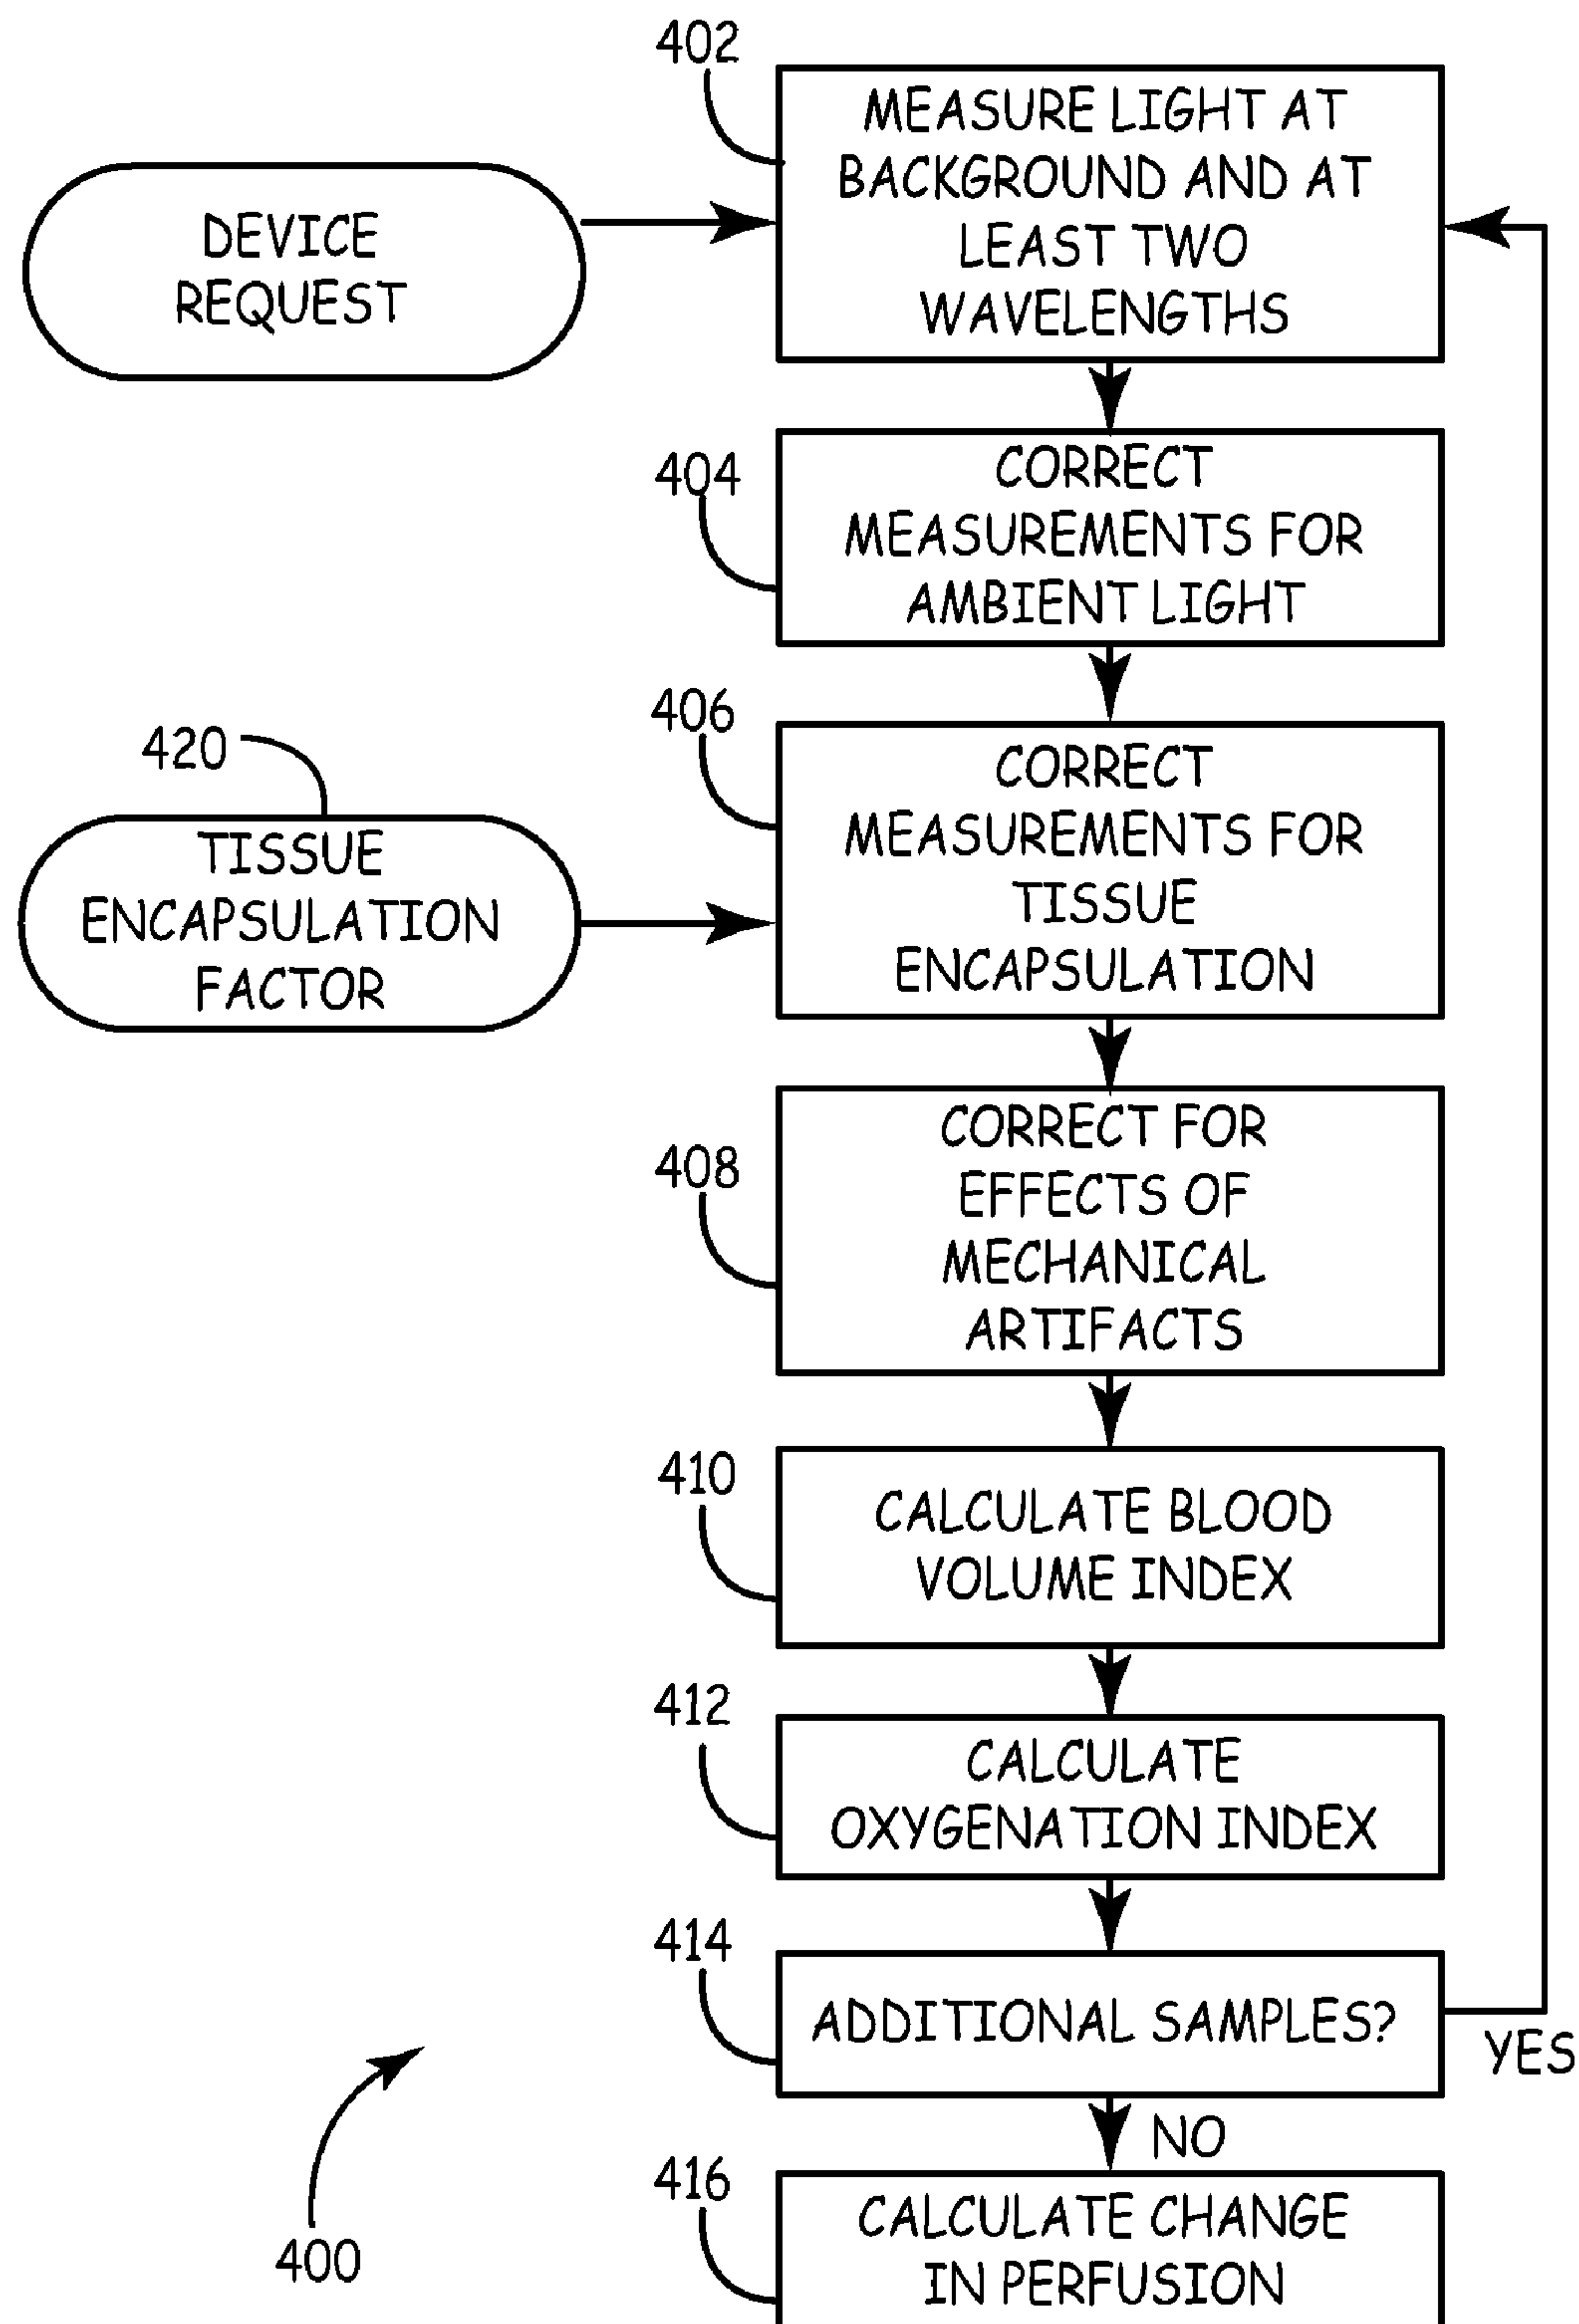 402
MEASURE LIGHT AT
BACKGROUND AND AT
LEAST TWO
WAVELENGTHS
DEVICE
REQUEST
404
CORRECT
MEASUREMENTS FOR
AMBIENT LIGHT
406
CORRECT
MEASUREMENTS FOR
TISSUE
ENCAPSULATION
420
TISSUE
ENCAPSULATION
FACTOR
408
CORRECT FOR
EFFECTS OF
MECHANICAL
ARTIFACTS
410
CALCULATE BLOOD
VOLUME INDEX
412
CALCULATE
OXYGENATION INDEX
414
ADDITIONAL SAMPLES?
YES
NO
416
CALCULATE CHANGE
IN PERFUSION
400